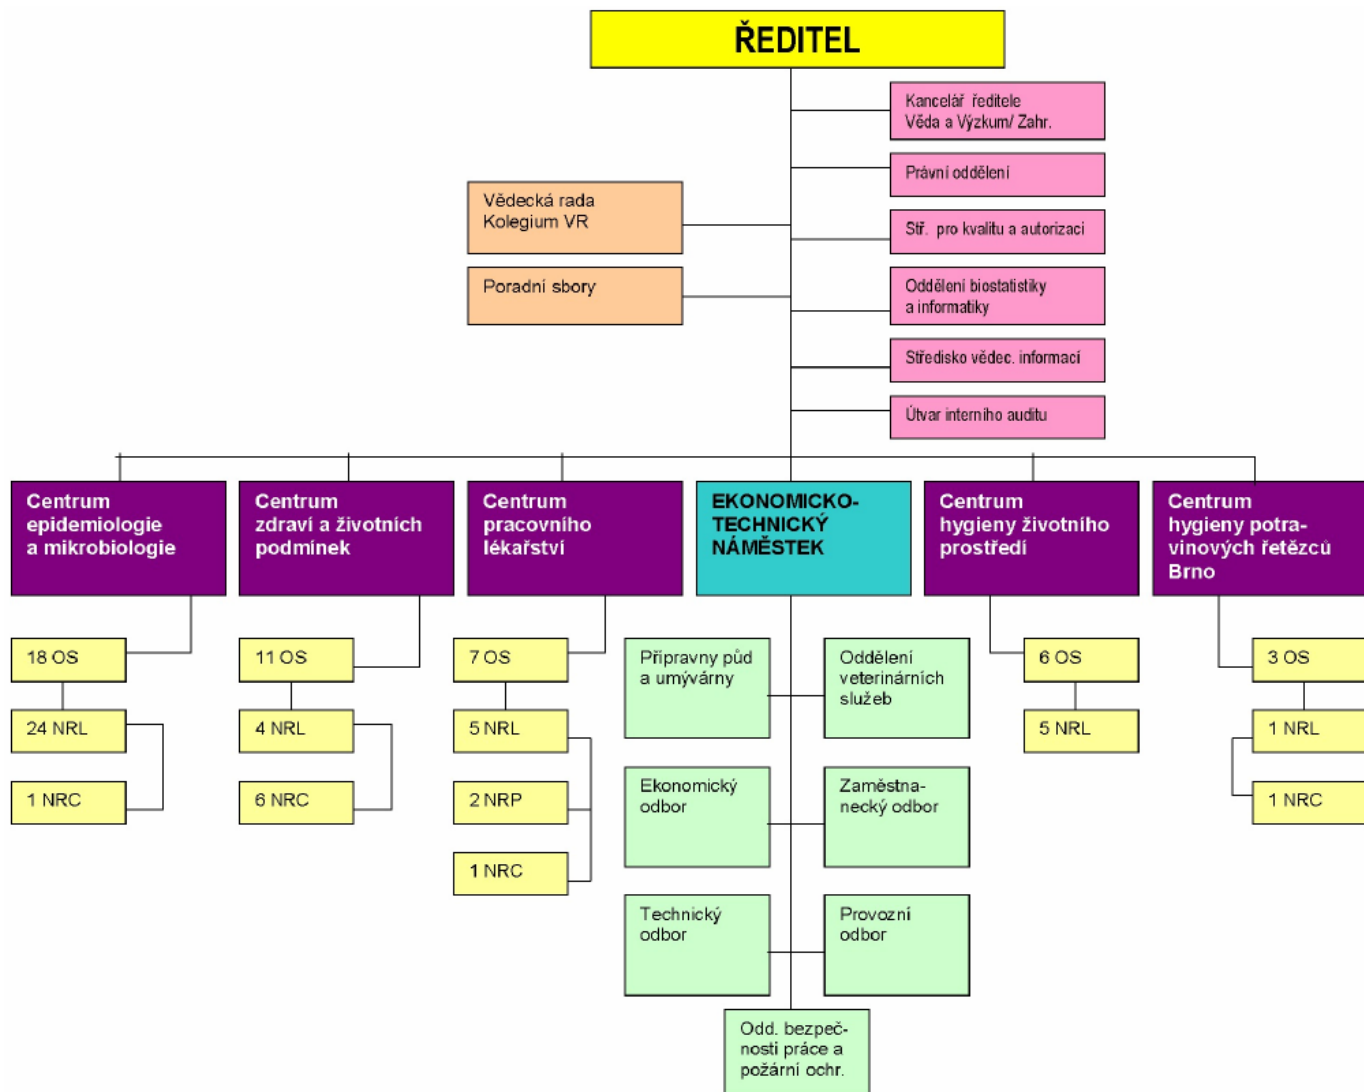 ŘEDITEL
Kancelář ředitele
Věda a Výzkum/ Zahr.
Právní oddělení
Vědecká rada
Kolegium VR
Stř. pro kvalitu a autorizaci
Poradní sbory
Oddělení biostatistiky
a informatiky
Středisko vědec. informací
Útvar interního auditu
Centrum
epidemiologie
a mikrobiologie
Centrum
zdraví a životních
podmínek
Centrum
pracovního
lékařství
EKONOMICKO-
TECHNICKÝ
NÁMĚSTEK
Centrum
hygieny životního
prostředí
Centrum
hygieny potra-
vinových řetězců
Brno
18 OS
24 NRL
1 NRC
11 OS
4 NRL
6 NRC
7 OS
5 NRL
2 NRP
1 NRC
Přípravny půd
a umývárny
Oddělení
veterinárních
služeb
Ekonomický
odbor
Zaměstna-
necký odbor
Technický
odbor
Provozní
odbor
Odd. bezpeč-
nosti práce a
požární ochr.
6 OS
5 NRL
3 OS
1 NRL
1 NRC